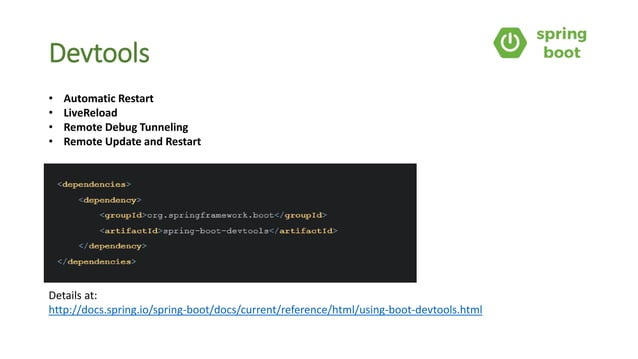 Devtools
spring
boot
• Automatic Restart
• LiveReload
• Remote Debug Tunneling
• Remote Update and Restart
<dependencies>
<dependency>
<groupId>org.springframework.boot</groupId>
<artifactId>spring-boot-devtools</artifactId>
</dependency>
</dependencies>
Details at:
http://docs.spring.io/spring-boot/docs/current/reference/html/using-boot-devtools.html